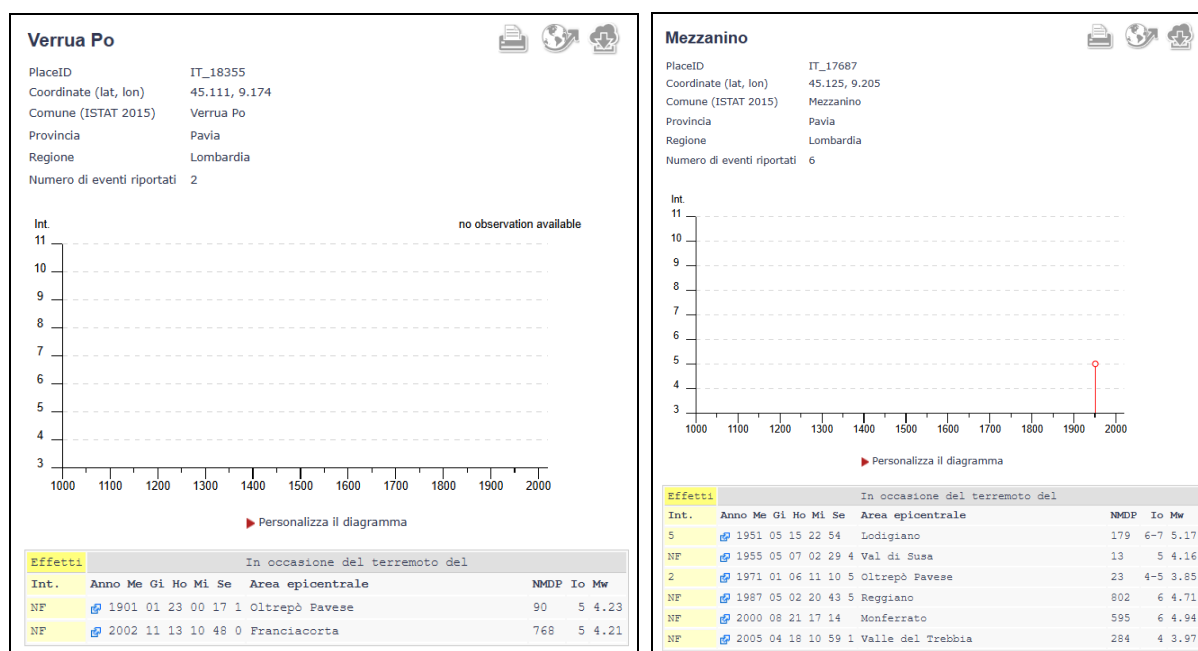 Verrua Po
PlaceID IT_18355
Coordinate (lat, lon) 45.111, 9.174
Comune (ISTAT 2015) Verrua Po
Provincia Pavia
Regione Lombardia
Numero di eventi riportati 2
Int. no observation available
11
10
9
8
7
6
5
4
3
1000 1100 1200 1300 1400 1500 1600 1700 1800 1900 2000
Personalizza il diagramma
Effetti In occasione del terremoto del
Int. Anno Me Gi Ho Mi Se Area epicentrale NMDP Io Mw
NF 1901 01 23 00 17 1 Oltrepò Pavese 90 5 4.23
NF 2002 11 13 10 48 0 Franciacorta 768 5 4.21
Mezzanino
PlaceID IT_17687
Coordinate (lat, lon) 45.125, 9.205
Comune (ISTAT 2015) Mezzanino
Provincia Pavia
Regione Lombardia
Numero di eventi riportati 6
Int.
11
10
9
8
7
6
5
4
3
1000 1100 1200 1300 1400 1500 1600 1700 1800 1900 2000
Personalizza il diagramma
Effetti In occasione del terremoto del
Int. Anno Me Gi Ho Mi Se Area epicentrale NMDP Io Mw
5 1951 05 15 22 54 Lodigiano 179 6-7 5.17
NF 1955 05 07 02 29 4 Val di Susa 13 5 4.16
2 1971 01 06 11 10 5 Oltrepò Pavese 23 4-5 3.85
NF 1987 05 02 20 43 5 Reggiano 802 6 4.71
NF 2000 08 21 17 14 Monferrato 595 6 4.94
NF 2005 04 18 10 59 1 Valle del Trebbia 284 4 3.97